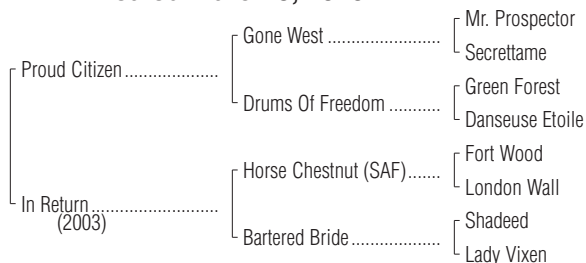 Mr. Prospector
Gone West
Secrettame
Proud Citizen
Green Forest
Drums Of Freedom
Danseuse Etoile
Fort Wood
Horse Chestnut (SAF)
London Wall
In Return
(2003)
Shadeed
Bartered Bride
Lady Vixen